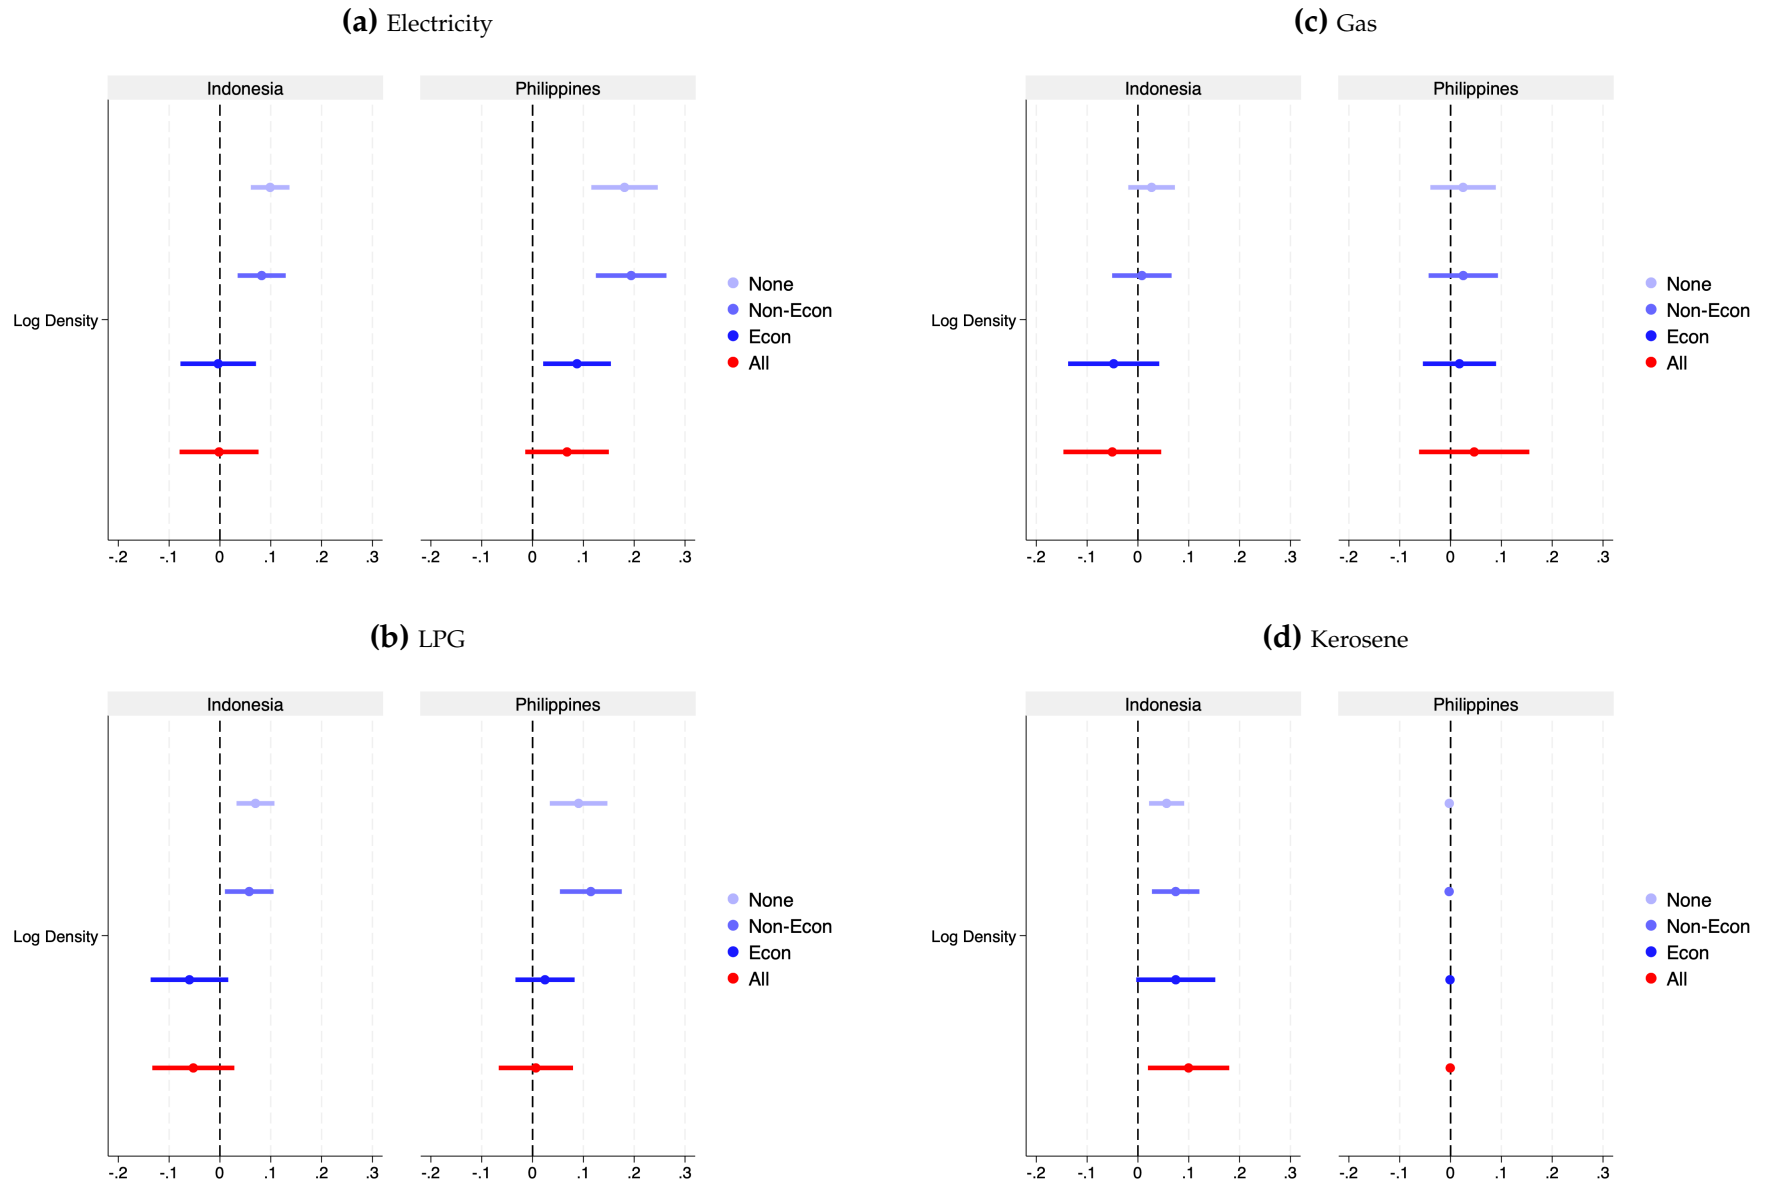 (a) Electricity
Indonesia
Philippines
Log Density
-.2 -.1 0 .1 .2 .3
-.2 -.1 0 .1 .2 .3
None
Non-Econ
Econ
All
(c) Gas
Indonesia
Philippines
Log Density
-.2 -.1 0 .1 .2 .3
-.2 -.1 0 .1 .2 .3
None
Non-Econ
Econ
All
(b) LPG
Indonesia
Philippines
Log Density
-.2 -.1 0 .1 .2 .3
-.2 -.1 0 .1 .2 .3
None
Non-Econ
Econ
All
(d) Kerosene
Indonesia
Philippines
Log Density
-.2 -.1 0 .1 .2 .3
-.2 -.1 0 .1 .2 .3
None
Non-Econ
Econ
All